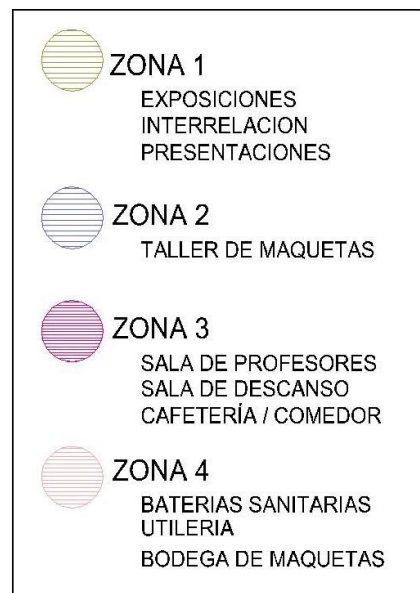 ZONA 1
EXPOSICIONES
INTERRELACION
PRESENTACIONES
ZONA 2
TALLER DE MAQUETAS
ZONA 3
SALA DE PROFESORES
SALA DE DESCANSO
CAFETERÍA / COMEDOR
ZONA 4
BATERIAS SANITARIAS
UTILERIA
BODEGA DE MAQUETAS